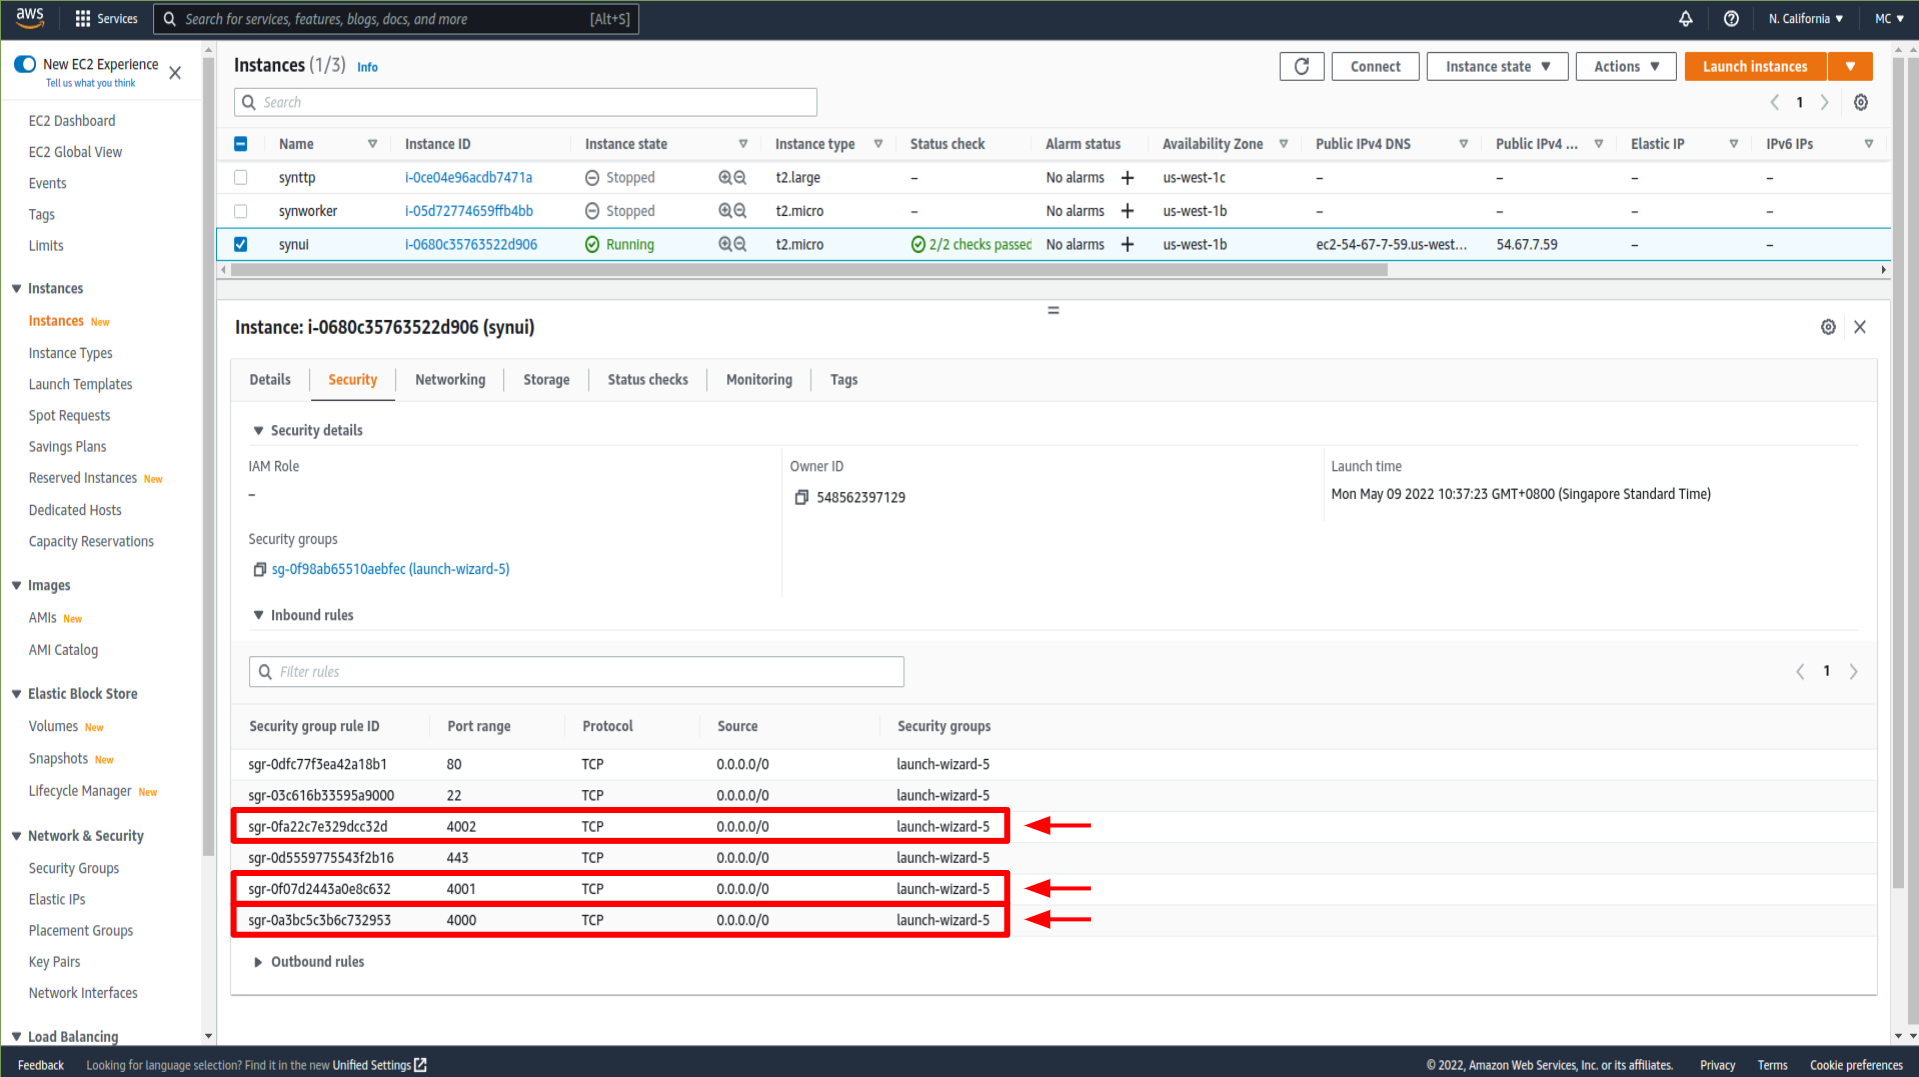 aws Services Search for services, features, blogs, docs, and more [Alt+S] N. California MC
New EC2 Experience
Tell us what you think
EC2 Dashboard
EC2 Global View
Events
Tags
Limits
Instances
Instances New
Instance Types
Launch Templates
Spot Requests
Savings Plans
Reserved Instances New
Dedicated Hosts
Capacity Reservations
Images
AMIs New
AMI Catalog
Elastic Block Store
Volumes New
Snapshots New
Lifecycle Manager New
Network & Security
Security Groups
Elastic IPs
Placement Groups
Key Pairs
Network Interfaces
Load Balancing
Instances (1/3) Info Connect Instance state Actions Launch instances
Search 1
Name Instance ID Instance state Instance type Status check Alarm status Availability Zone Public IPv4 DNS Public IPv4 ... Elastic IP IPv6 IPs
synttp i-0ce04e96acdb7471a Stopped t2.large – No alarms + us-west-1c – – – –
synworker i-05d72774659ffb4bb Stopped t2.micro – No alarms + us-west-1b – – – –
synui i-0680c35763522d906 Running t2.micro 2/2 checks passed No alarms + us-west-1b ec2-54-67-7-59.us-west... 54.67.7.59 – –
Instance: i-0680c35763522d906 (synui)
Details Security Networking Storage Status checks Monitoring Tags
Security details
IAM Role Owner ID Launch time
– 548562397129 Mon May 09 2022 10:37:23 GMT+0800 (Singapore Standard Time)
Security groups
sg-0f98ab65510aebfec (launch-wizard-5)
Inbound rules
Filter rules 1
Security group rule ID Port range Protocol Source Security groups
sgr-0dfc77f3ea42a18b1 80 TCP 0.0.0.0/0 launch-wizard-5
sgr-03c616b33595a9000 22 TCP 0.0.0.0/0 launch-wizard-5
sgr-0fa22c7e329dcc32d 4002 TCP 0.0.0.0/0 launch-wizard-5
sgr-0d5559775543f2b16 443 TCP 0.0.0.0/0 launch-wizard-5
sgr-0f07d2443a0e8c632 4001 TCP 0.0.0.0/0 launch-wizard-5
sgr-0a3bc5c3b6c732953 4000 TCP 0.0.0.0/0 launch-wizard-5
Outbound rules
Feedback Looking for language selection? Find it in the new Unified Settings © 2022, Amazon Web Services, Inc. or its affiliates. Privacy Terms Cookie preferences